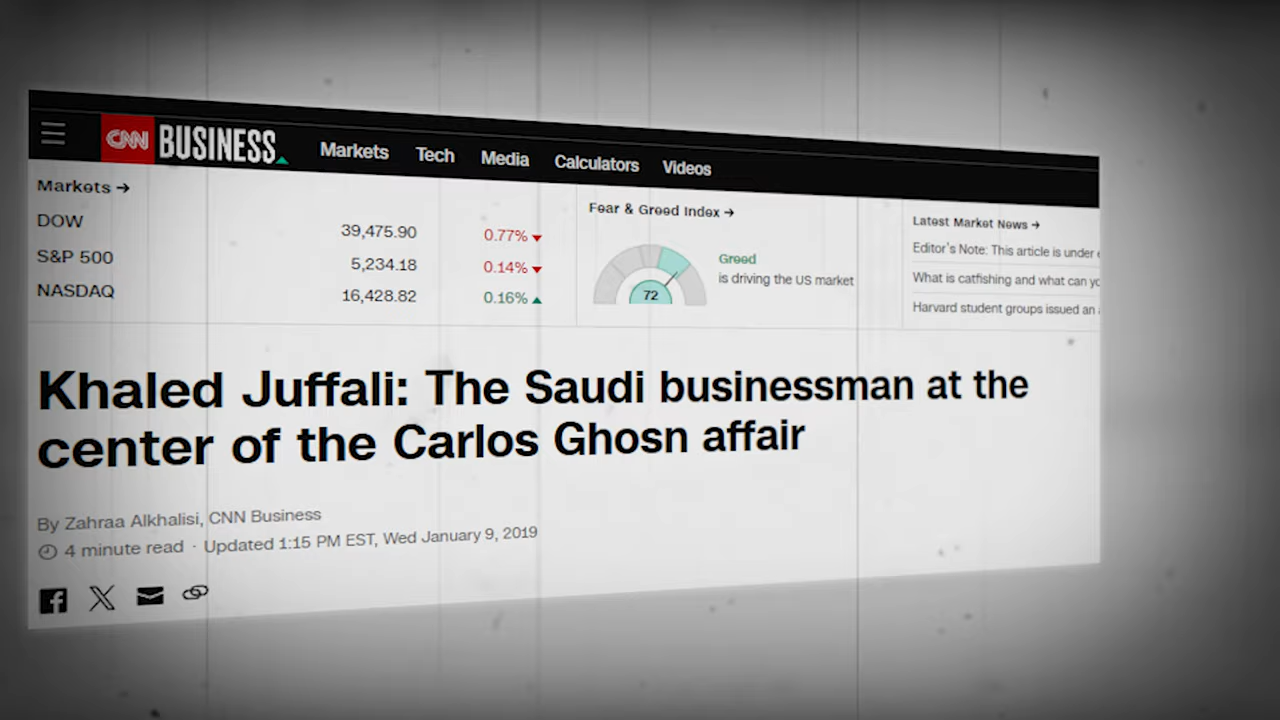 CNN BUSINESS Markets Tech Media Calculators Videos
Markets →
DOW 39,475.90 0.77%
S&P 500 5,234.18 0.14%
NASDAQ 16,428.82 0.16%
Fear & Greed Index →
72
Greed
is driving the US market
Latest Market News →
Editor's Note: This article is under
What is catfishing and what can
Harvard student groups issued an
Khaled Juffali: The Saudi businessman at the
center of the Carlos Ghosn affair
By Zahraa Alkhalisi, CNN Business
4 minute read · Updated 1:15 PM EST, Wed January 9, 2019